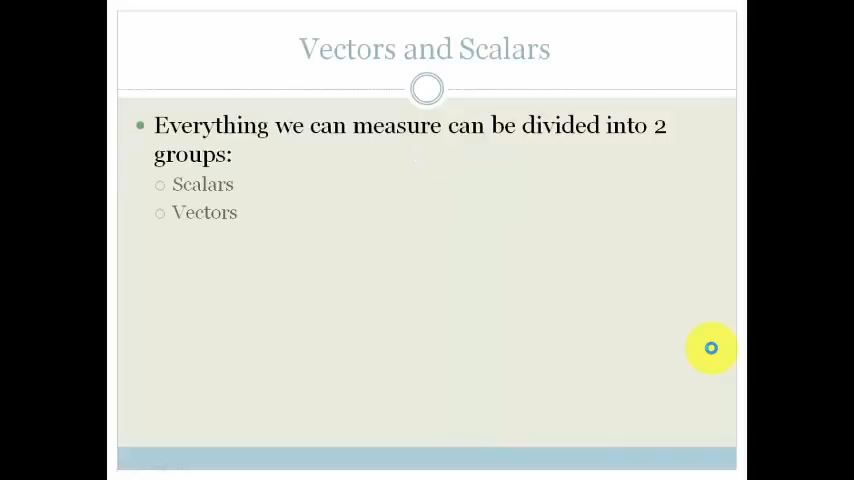 Vectors and Scalars
Everything we can measure can be divided into 2
groups:
Scalars
Vectors